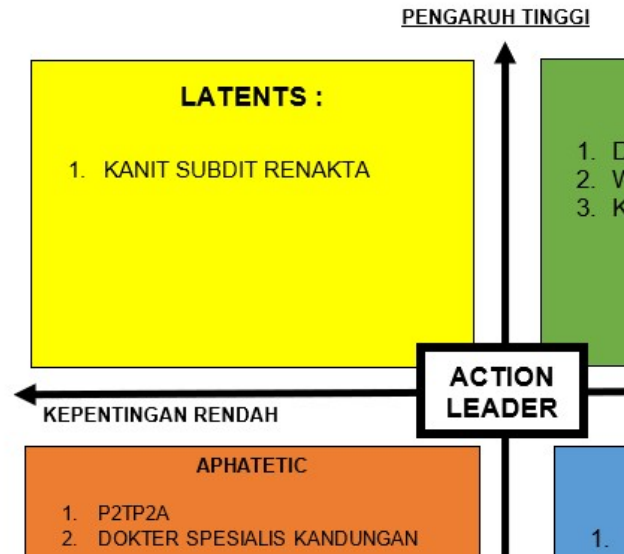 PENGARUH TINGGI
LATENTS :
1. KANIT SUBDIT RENAKTA
1. D
2. W
3. K
ACTION
LEADER
KEPENTINGAN RENDAH
APHATETIC
1. P2TP2A
2. DOKTER SPESIALIS KANDUNGAN
1.